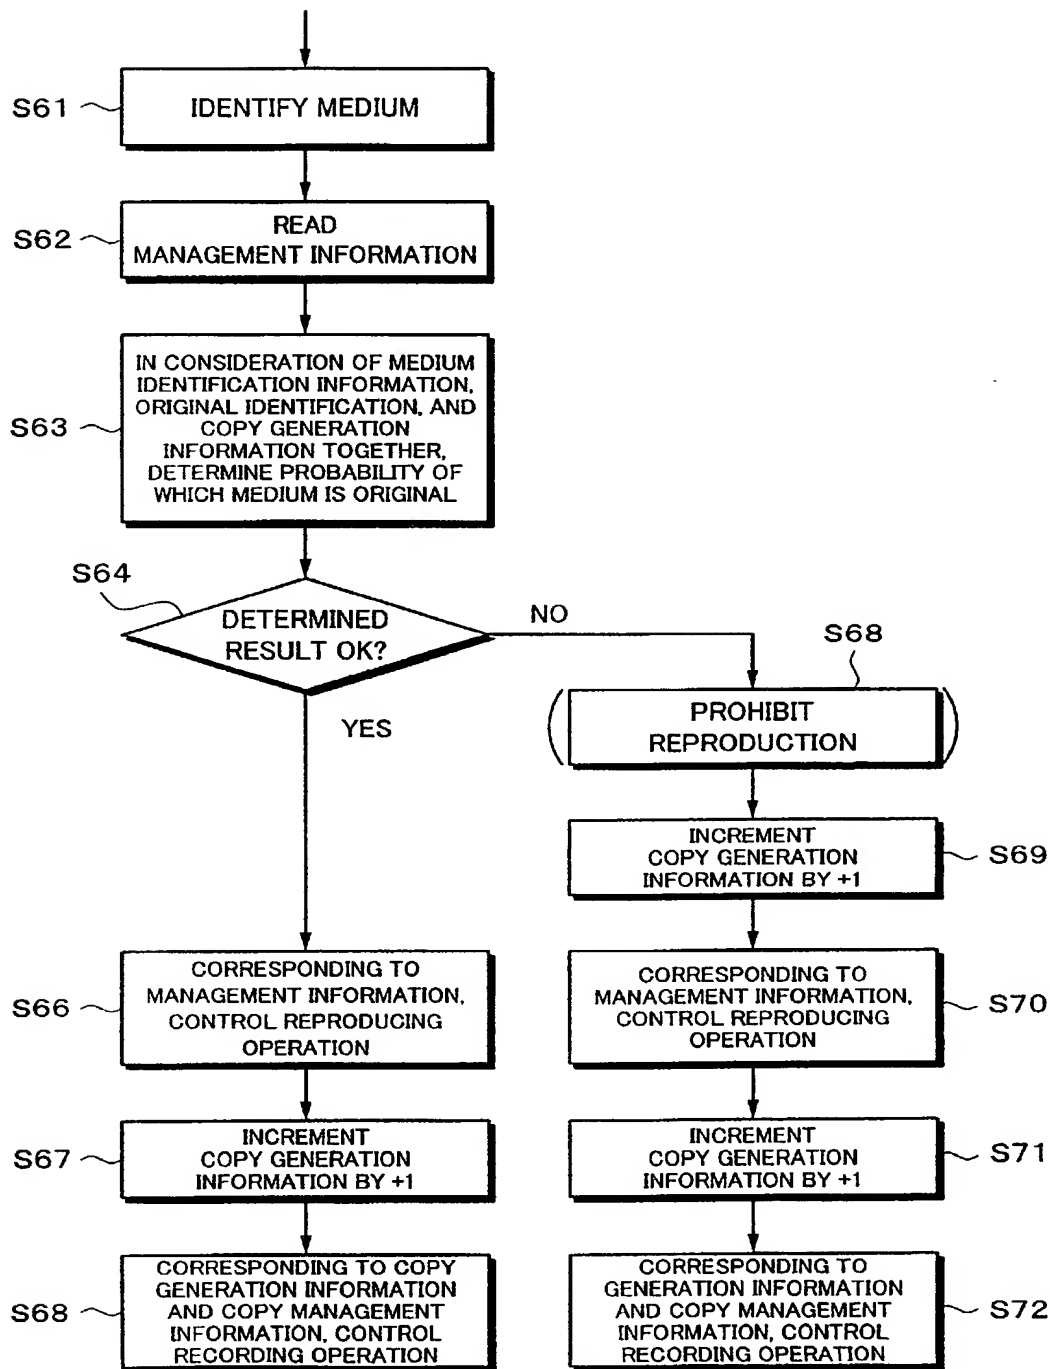 S61
IDENTIFY MEDIUM
S62
READ
MANAGEMENT INFORMATION
S63
IN CONSIDERATION OF MEDIUM
IDENTIFICATION INFORMATION,
ORIGINAL IDENTIFICATION, AND
COPY GENERATION
INFORMATION TOGETHER,
DETERMINE PROBABILITY OF
WHICH MEDIUM IS ORIGINAL
S64
DETERMINED
RESULT OK?
NO
YES
S68
( PROHIBIT
REPRODUCTION )
INCREMENT
COPY GENERATION
INFORMATION BY +1
S69
S66
CORRESPONDING TO
MANAGEMENT INFORMATION,
CONTROL REPRODUCING
OPERATION
CORRESPONDING TO
MANAGEMENT INFORMATION,
CONTROL REPRODUCING
OPERATION
S70
S67
INCREMENT
COPY GENERATION
INFORMATION BY +1
INCREMENT
COPY GENERATION
INFORMATION BY +1
S71
S68
CORRESPONDING TO COPY
GENERATION INFORMATION
AND COPY MANAGEMENT
INFORMATION, CONTROL
RECORDING OPERATION
CORRESPONDING TO
GENERATION INFORMATION
AND COPY MANAGEMENT
INFORMATION, CONTROL
RECORDING OPERATION
S72